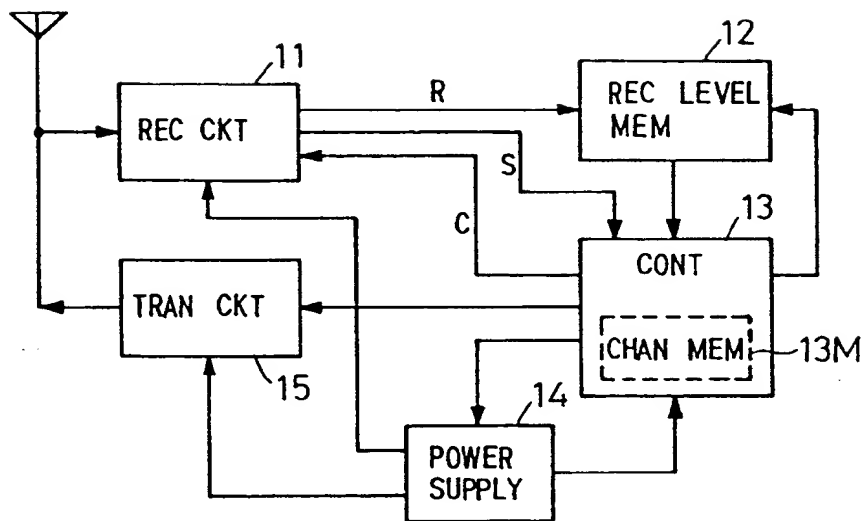 11
12
R
REC CKT
REC LEVEL
MEM
S
C
13
CONT
TRAN CKT
CHAN MEM
13M
15
14
POWER
SUPPLY